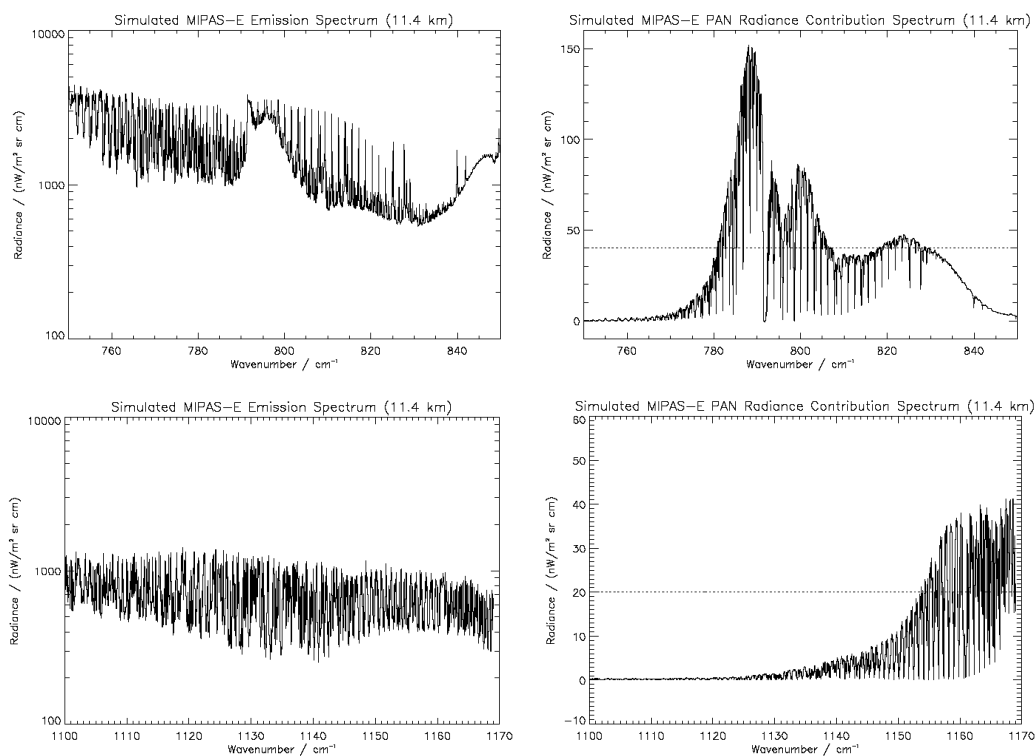 Simulated MIPAS-E Emission Spectrum (11.4 km)
10000
1000
100
Radiance / (nW/m² sr cm)
760 780 800 820 840
Wavenumber / cm⁻¹
Simulated MIPAS-E PAN Radiance Contribution Spectrum (11.4 km)
150
100
50
0
Radiance / (nW/m² sr cm)
760 780 800 820 840
Wavenumber / cm⁻¹
Simulated MIPAS-E Emission Spectrum (11.4 km)
10000
1000
100
Radiance / (nW/m² sr cm)
1100 1110 1120 1130 1140 1150 1160 1170
Wavenumber / cm⁻¹
Simulated MIPAS-E PAN Radiance Contribution Spectrum (11.4 km)
60
50
40
30
20
10
0
-10
Radiance / (nW/m² sr cm)
1100 1110 1120 1130 1140 1150 1160 1170
Wavenumber / cm⁻¹